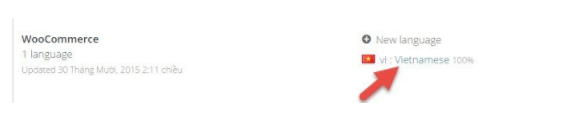 WooCommerce
1 language
Updated 30 Tháng Mười, 2015 2:11 chiều
New language
vi : Vietnamese 100%